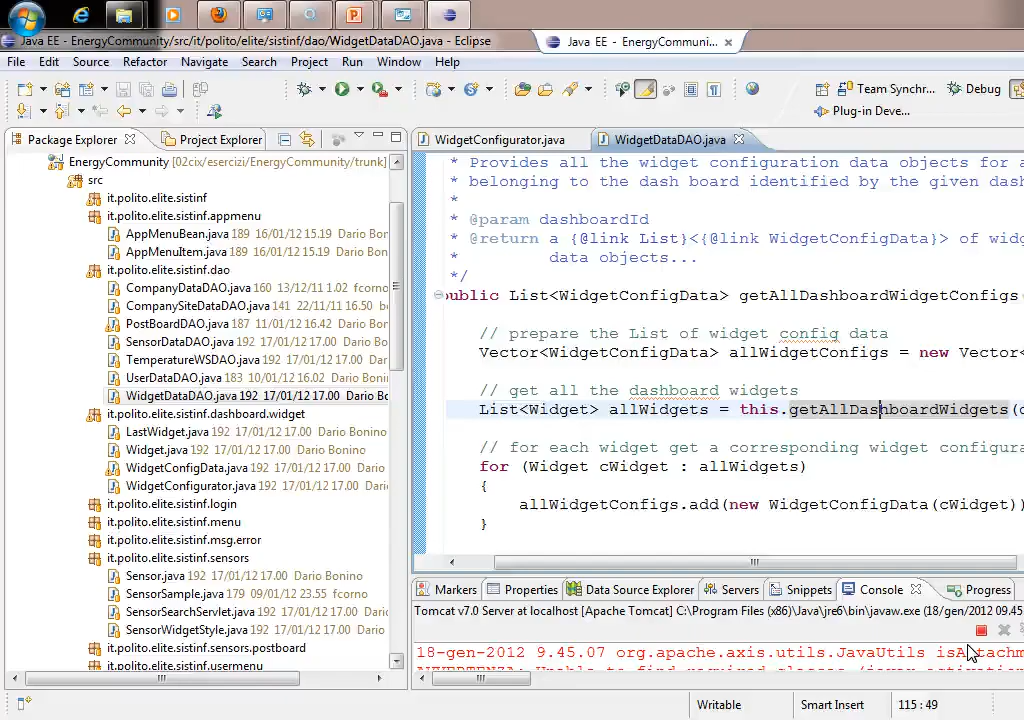 Java EE - EnergyCommunity/src/it/polito/elite/sistinf/dao/WidgetDataDAO.java - Eclipse
Java EE - EnergyCommuni...
File Edit Source Refactor Navigate Search Project Run Window Help
Team Synchr... Debug
Plug-in Deve...
Package Explorer Project Explorer
WidgetConfigurator.java WidgetDataDAO.java
EnergyCommunity [02cix/esercizi/EnergyCommunity/trunk]
src
it.polito.elite.sistinf
it.polito.elite.sistinf.appmenu
AppMenuBean.java 189 16/01/12 15.19 Dario Bon
AppMenuItem.java 189 16/01/12 15.19 Dario Bon
it.polito.elite.sistinf.dao
CompanyDataDAO.java 160 13/12/11 1.02 fcorno
CompanySiteDataDAO.java 141 22/11/11 16.50 b
PostBoardDAO.java 187 11/01/12 16.42 Dario Bon
SensorDataDAO.java 192 17/01/12 17.00 Dario Bo
TemperatureWSDAO.java 192 17/01/12 17.00 Dari
UserDataDAO.java 183 10/01/12 16.02 Dario Bon
WidgetDataDAO.java 192 17/01/12 17.00 Dario Bo
it.polito.elite.sistinf.dashboard.widget
LastWidget.java 192 17/01/12 17.00 Dario Bonin
Widget.java 192 17/01/12 17.00 Dario Bonino
WidgetConfigData.java 192 17/01/12 17.00 Dario
WidgetConfigurator.java 192 17/01/12 17.00 Dari
it.polito.elite.sistinf.login
it.polito.elite.sistinf.menu
it.polito.elite.sistinf.msg.error
it.polito.elite.sistinf.sensors
Sensor.java 192 17/01/12 17.00 Dario Bonino
SensorSample.java 179 09/01/12 23.55 fcorno
SensorSearchServlet.java 192 17/01/12 17.00 Da
SensorWidgetStyle.java 192 17/01/12 17.00 Dario
it.polito.elite.sistinf.sensors.postboard
it.polito.elite.sistinf.usermenu
* Provides all the widget configuration data objects for a
* belonging to the dash board identified by the given dash
*
* @param dashboardId
* @return a {@link List}<{@link WidgetConfigData}> of widg
* data objects...
*/
public List<WidgetConfigData> getAllDashboardWidgetConfigs
// prepare the List of widget config data
Vector<WidgetConfigData> allWidgetConfigs = new Vector<
// get all the dashboard widgets
List<Widget> allWidgets = this.getAllDashboardWidgets(
// for each widget get a corresponding widget configura
for (Widget cWidget : allWidgets)
{
allWidgetConfigs.add(new WidgetConfigData(cWidget))
}
Markers Properties Data Source Explorer Servers Snippets Console Progress
Tomcat v7.0 Server at localhost [Apache Tomcat] C:\Program Files (x86)\Java\jre6\bin\javaw.exe (18/gen/2012 09.45
18-gen-2012 9.45.07 org.apache.axis.utils.JavaUtils isAttachm
AVVERTENZA: Unable to find required classes (javax.activation
Writable Smart Insert 115 : 49